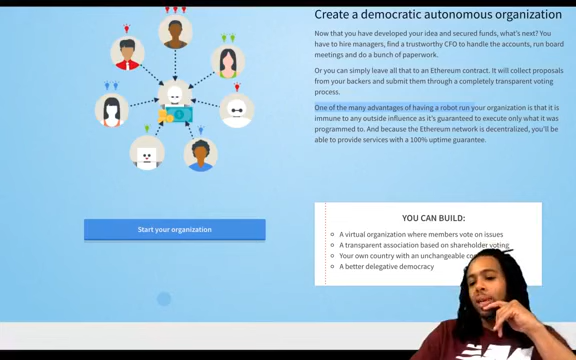 Create a democratic autonomous organization
Now that you have developed your idea and secured funds, what's next? You
have to hire managers, find a trustworthy CFO to handle the accounts, run board
meetings and do a bunch of paperwork.
Or you can simply leave all that to an Ethereum contract. It will collect proposals
from your backers and submit them through a completely transparent voting
process.
One of the many advantages of having a robot run your organization is that it is
immune to any outside influence as it's guaranteed to execute only what it was
programmed to. And because the Ethereum network is decentralized, you'll be
able to provide services with a 100% uptime guarantee.
Start your organization
YOU CAN BUILD:
A virtual organization where members vote on issues
A transparent association based on shareholder voting
Your own country with an unchangeable
A better delegative democracy